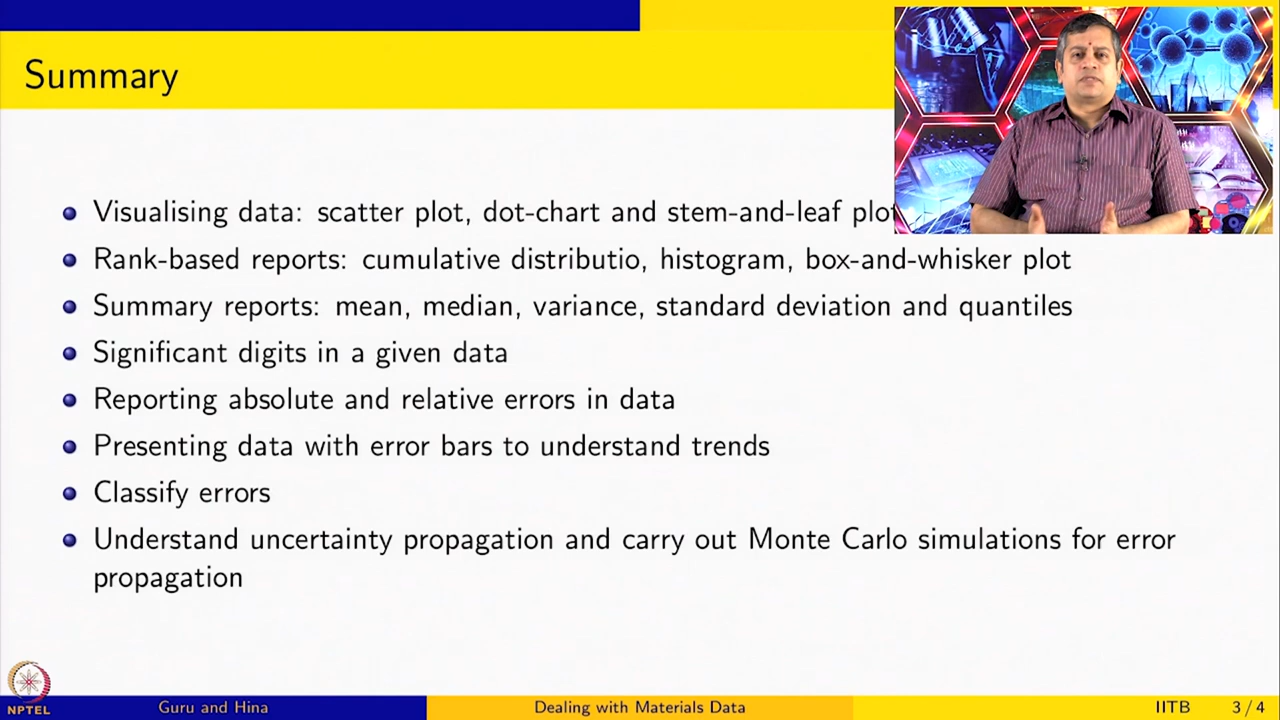 Summary
Visualising data: scatter plot, dot-chart and stem-and-leaf plot
Rank-based reports: cumulative distributio, histogram, box-and-whisker plot
Summary reports: mean, median, variance, standard deviation and quantiles
Significant digits in a given data
Reporting absolute and relative errors in data
Presenting data with error bars to understand trends
Classify errors
Understand uncertainty propagation and carry out Monte Carlo simulations for error
propagation
NPTEL
Guru and Hina Dealing with Materials Data IITB 3 / 4